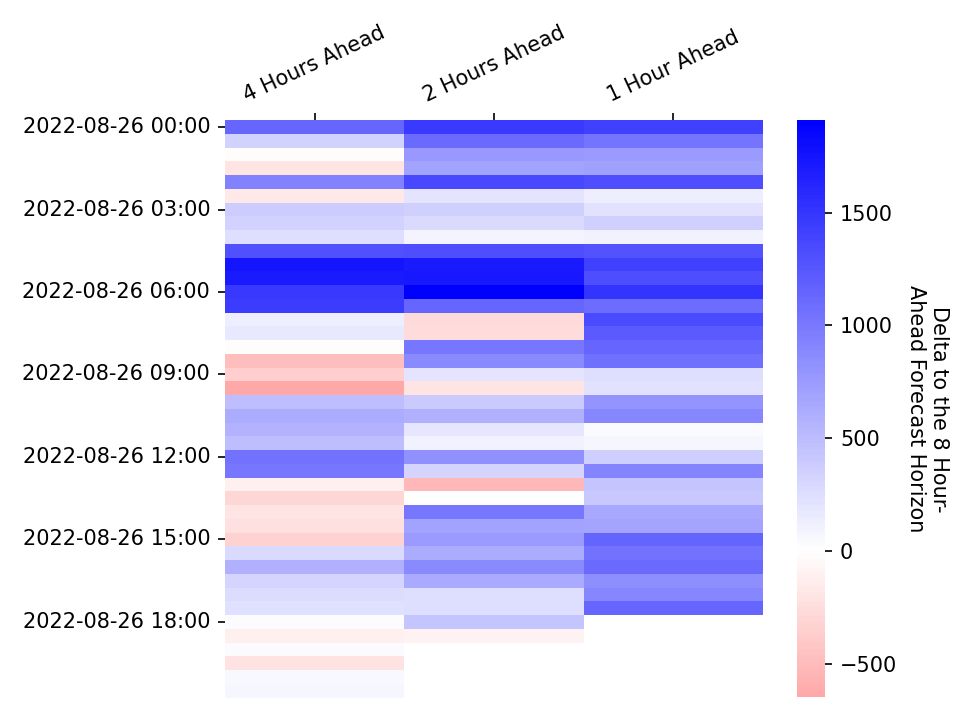 4 Hours Ahead
2 Hours Ahead
1 Hour Ahead
2022-08-26 00:00
2022-08-26 03:00
2022-08-26 06:00
2022-08-26 09:00
2022-08-26 12:00
2022-08-26 15:00
2022-08-26 18:00
1500
1000
500
0
−500
Delta to the 8 Hour-
Ahead Forecast Horizon